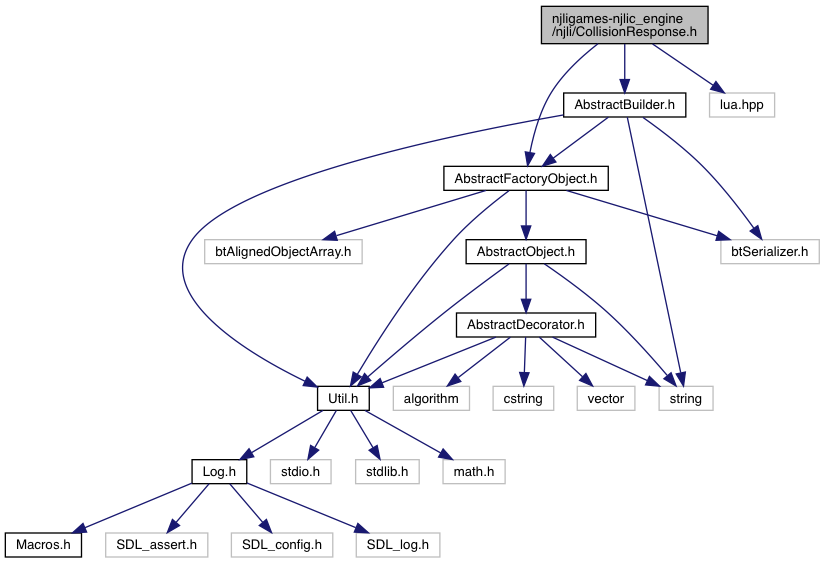 njligames-njlic_engine
/njli/CollisionResponse.h
AbstractBuilder.h
lua.hpp
AbstractFactoryObject.h
btAlignedObjectArray.h
AbstractObject.h
btSerializer.h
AbstractDecorator.h
Util.h
algorithm
cstring
vector
string
Log.h
stdio.h
stdlib.h
math.h
Macros.h
SDL_assert.h
SDL_config.h
SDL_log.h